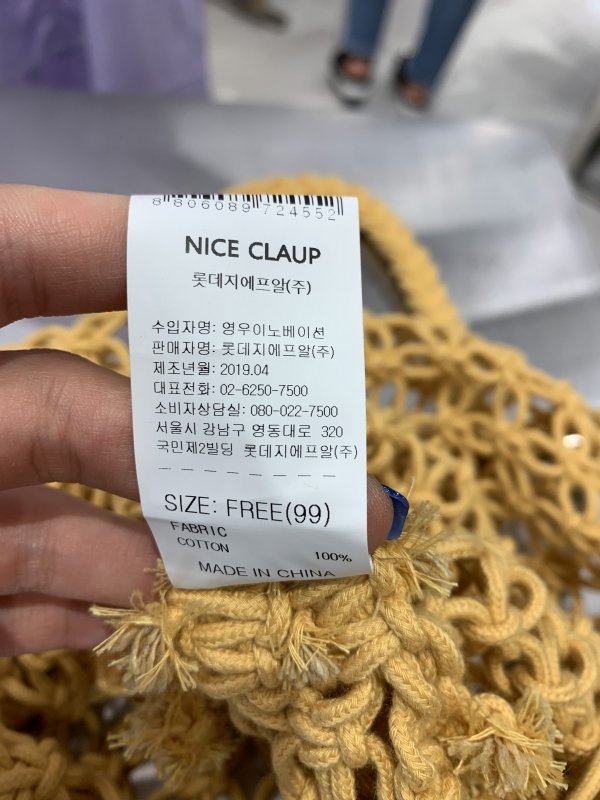 8 806089 724552
NICE CLAUP
롯데지에프알(주)
수입자명: 영우이노베이션
판매자명: 롯데지에프알(주)
제조년월: 2019.04
대표전화: 02-6250-7500
소비자상담실: 080-022-7500
서울시 강남구 영동대로 320
국민제2빌딩 롯데지에프알(주)
SIZE: FREE(99)
FABRIC
COTTON 100%
MADE IN CHINA